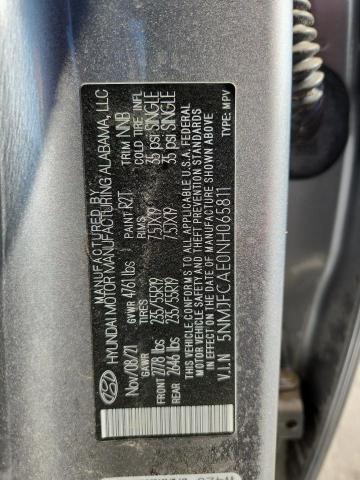 MANUFACTURED BY
HYUNDAI MOTOR MANUFACTURING ALABAMA, LLC
Nov/08/21 GVWR 4761 lbs PAINT R2T TRIM NNB
GAWR TIRES RIMS COLD TIRE INFL
FRONT 2778 lbs 235/55R19 7.5JX19 35 psi SINGLE
REAR 2646 lbs 235/55R19 7.5JX19 35 psi SINGLE
THIS VEHICLE CONFORMS TO ALL APPLICABLE U.S.A. FEDERAL
MOTOR VEHICLE SAFETY AND THEFT PREVENTION STANDARDS
IN EFFECT ON THE DATE OF MANUFACTURE SHOWN ABOVE
V.I.N 5NMJFCAE0NH065811 TYPE: MPV